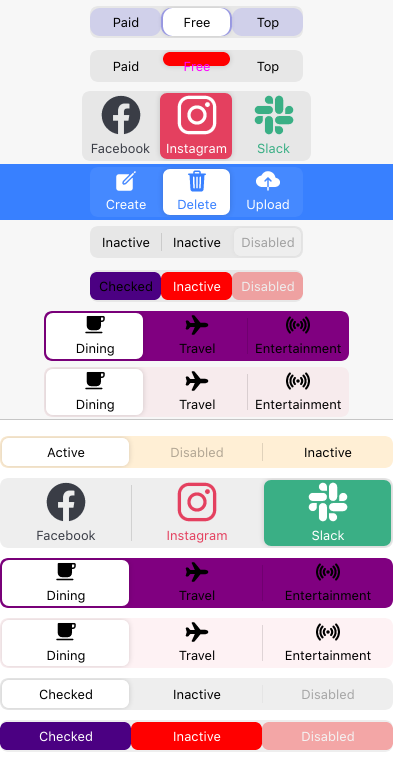 Paid Free Top
Paid Free Top
Facebook Instagram Slack
Create Delete Upload
Inactive Inactive Disabled
Checked Inactive Disabled
Dining Travel Entertainment
Dining Travel Entertainment
Active Disabled Inactive
Facebook Instagram Slack
Dining Travel Entertainment
Dining Travel Entertainment
Checked Inactive Disabled
Checked Inactive Disabled